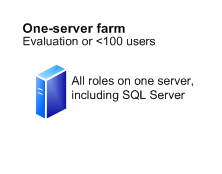 One-server farm
Evaluation or <100 users
All roles on one server,
including SQL Server